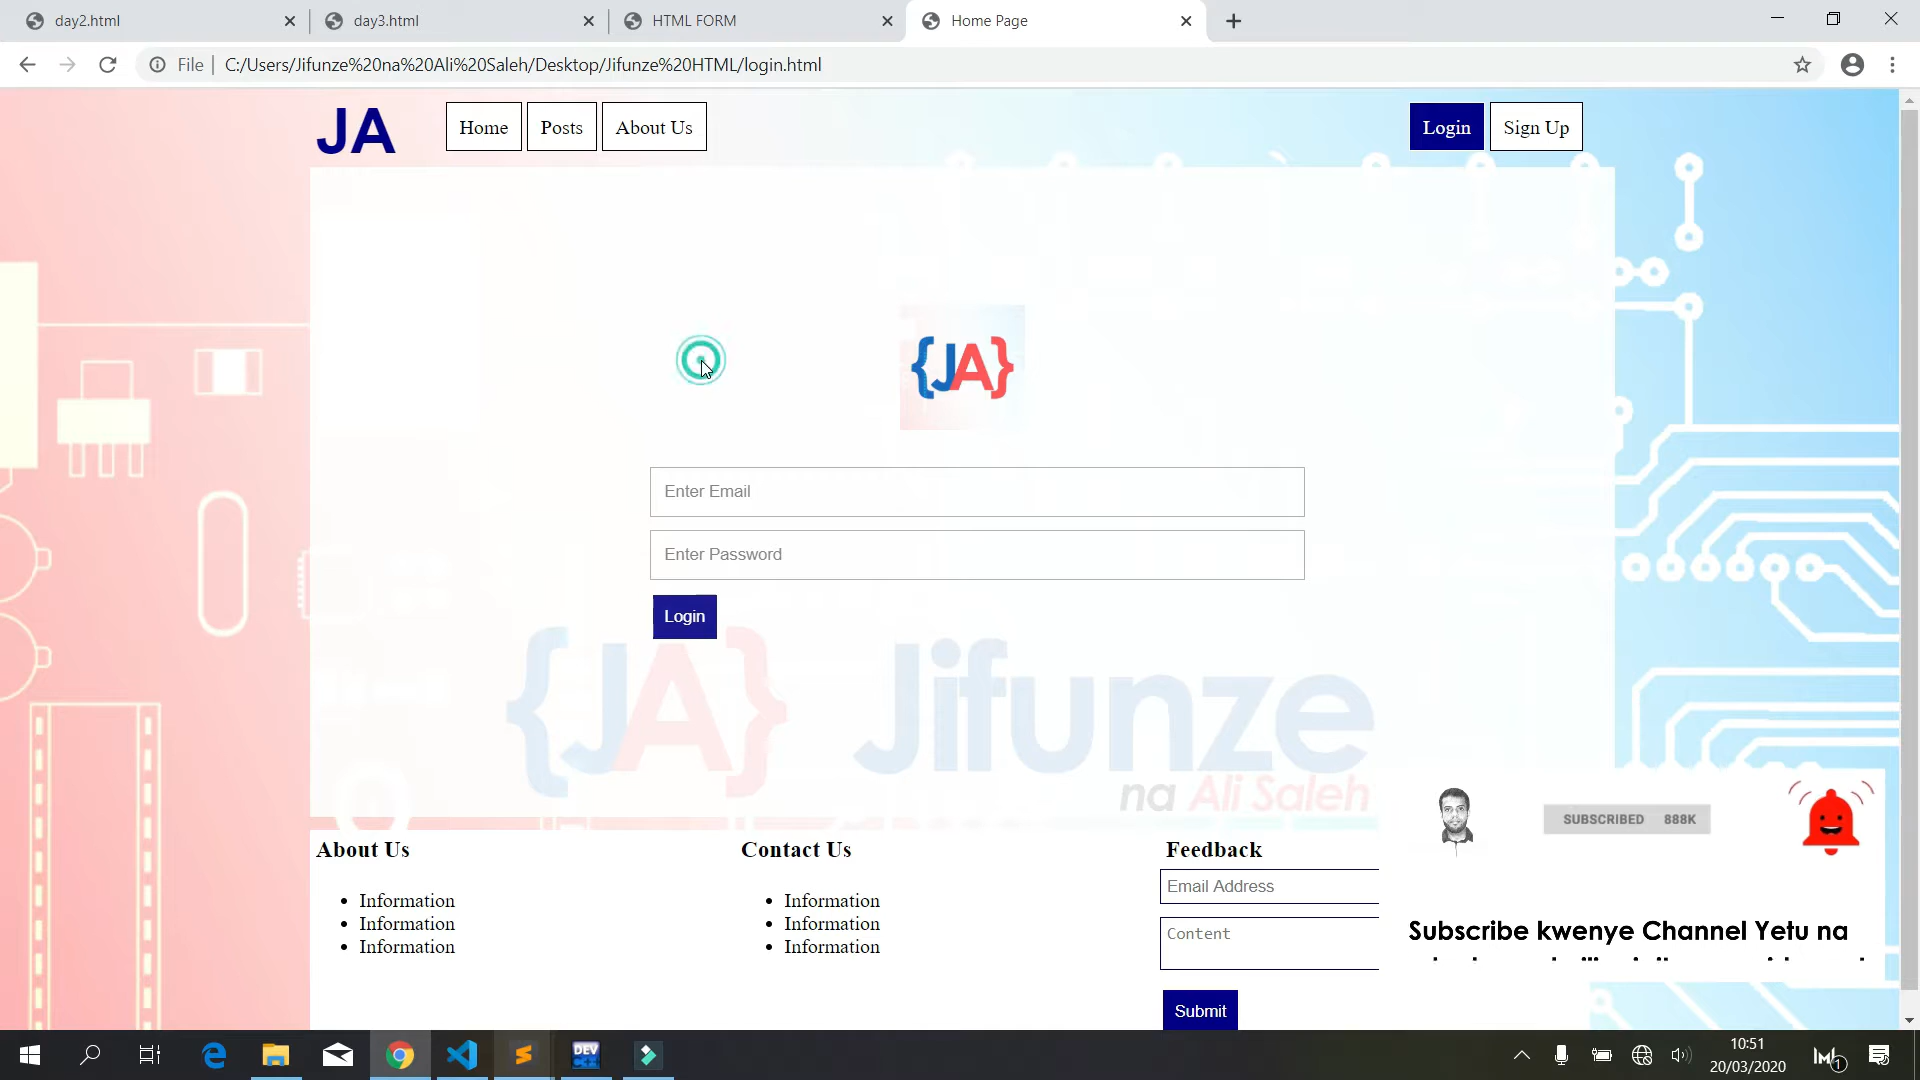 day2.html
day3.html
HTML FORM
Home Page
File
C:/Users/Jifunze%20na%20Ali%20Saleh/Desktop/Jifunze%20HTML/login.html
JA
Home
Posts
About Us
Login
Sign Up
{JA}
Enter Email
Enter Password
Login
{JA} Jifunze
na Ali Saleh
SUBSCRIBED 888K
About Us
Contact Us
Feedback
Information
Information
Information
Information
Information
Information
Email Address
Content
Submit
Subscribe kwenye Channel Yetu na
DEV
C++
10:51
20/03/2020
1